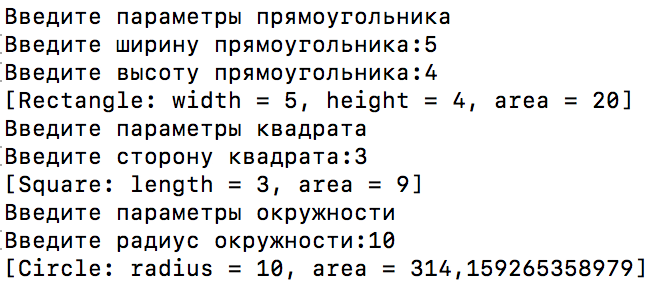 Введите параметры прямоугольника
Введите ширину прямоугольника:5
Введите высоту прямоугольника:4
[Rectangle: width = 5, height = 4, area = 20]
Введите параметры квадрата
Введите сторону квадрата:3
[Square: length = 3, area = 9]
Введите параметры окружности
Введите радиус окружности:10
[Circle: radius = 10, area = 314,159265358979]